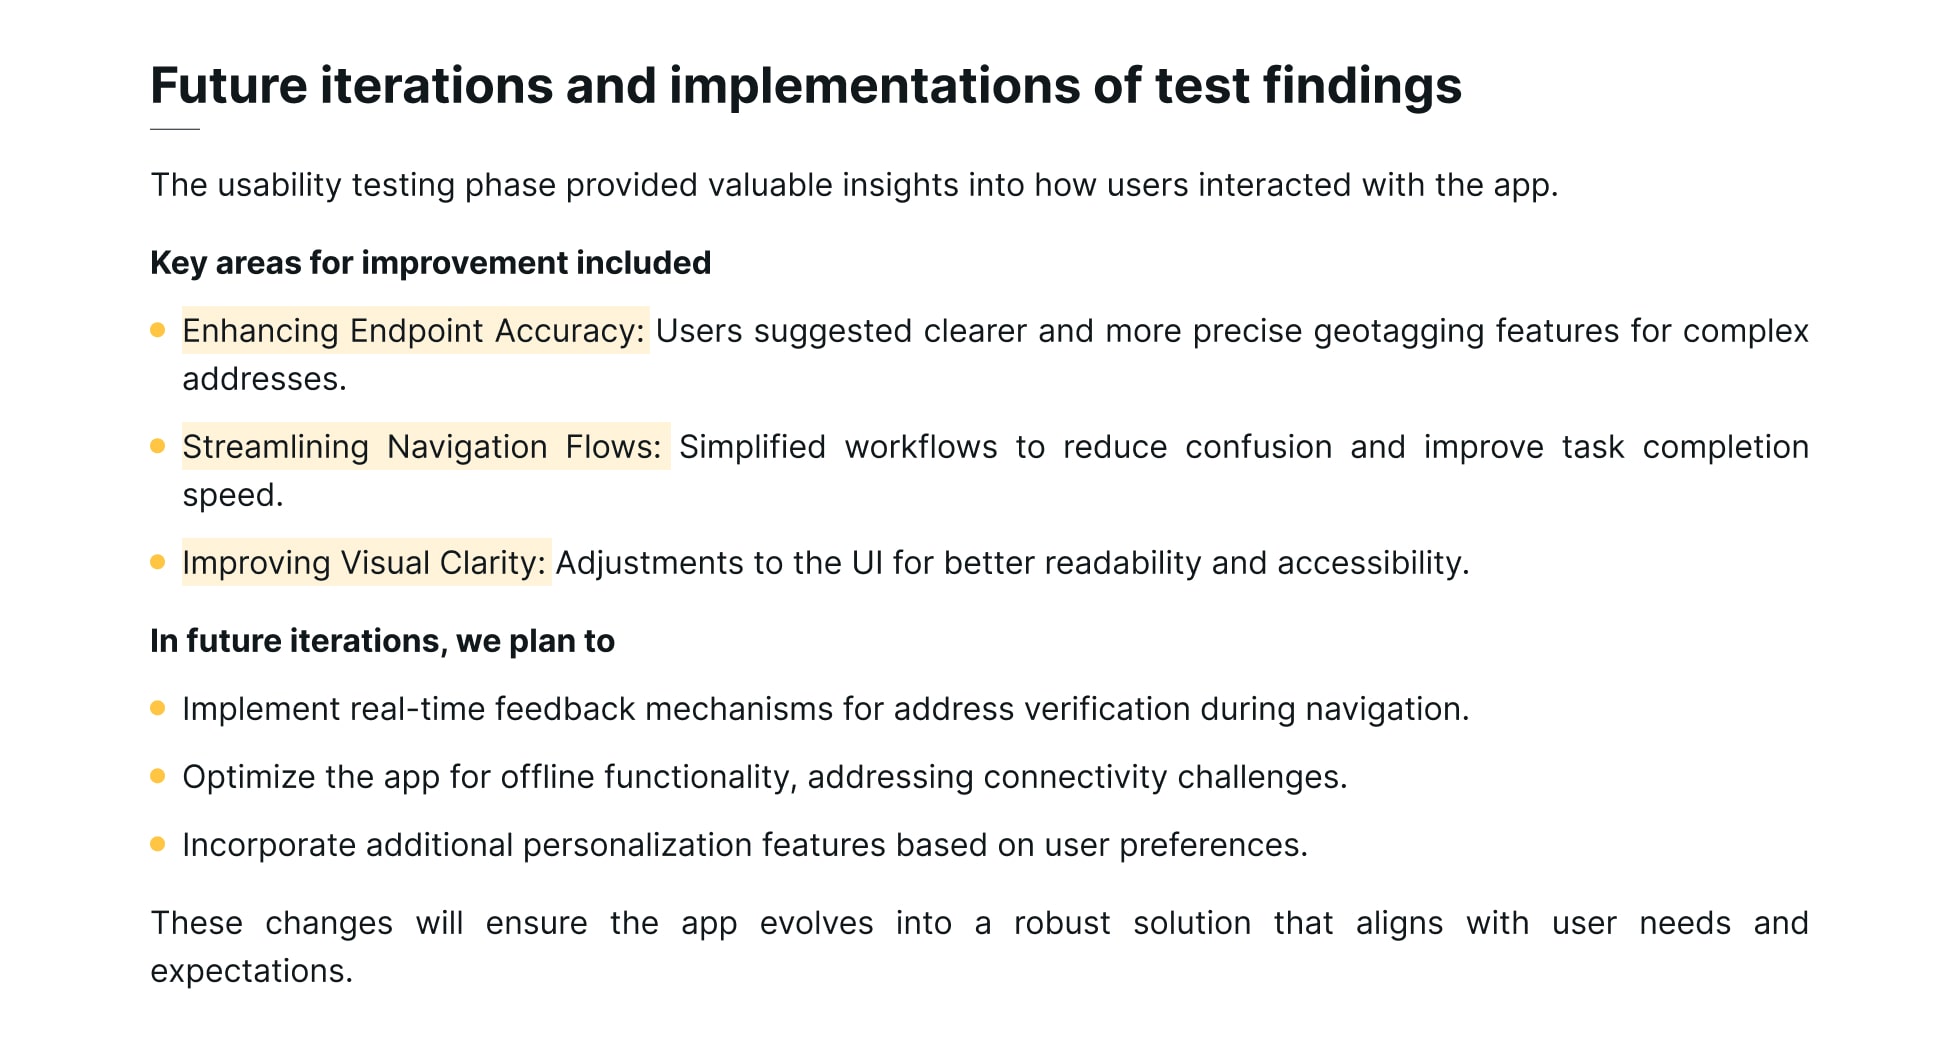 Future iterations and implementations of test findings
The usability testing phase provided valuable insights into how users interacted with the app.
Key areas for improvement included
Enhancing Endpoint Accuracy: Users suggested clearer and more precise geotagging features for complex
addresses.
Streamlining Navigation Flows: Simplified workflows to reduce confusion and improve task completion
speed.
Improving Visual Clarity: Adjustments to the UI for better readability and accessibility.
In future iterations, we plan to
Implement real-time feedback mechanisms for address verification during navigation.
Optimize the app for offline functionality, addressing connectivity challenges.
Incorporate additional personalization features based on user preferences.
These changes will ensure the app evolves into a robust solution that aligns with user needs and
expectations.